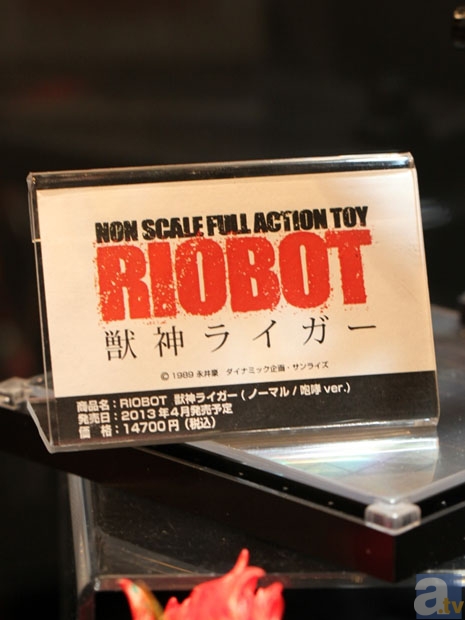 NON SCALE FULL ACTION TOY
RIOBOT
獣神ライガー
© 1989 永井豪 ダイナミック企画・サンライズ
商品名：RIOBOT 獣神ライガー(ノーマル/咆哮ver.)
発売日：2013年4月発売予定
価　格：14700円(税込)
a.tv